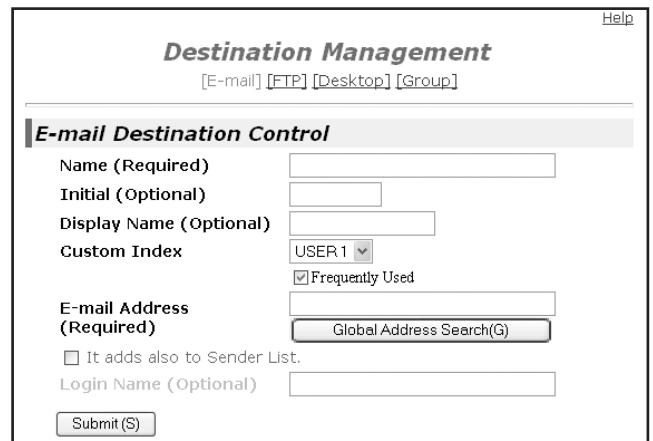 Help
Destination Management
[E-mail] [FTP] [Desktop] [Group]
E-mail Destination Control
Name (Required)
Initial (Optional)
Display Name (Optional)
Custom Index USER 1
Frequently Used
E-mail Address
(Required)
Global Address Search(G)
It adds also to Sender List.
Login Name (Optional)
Submit (S)